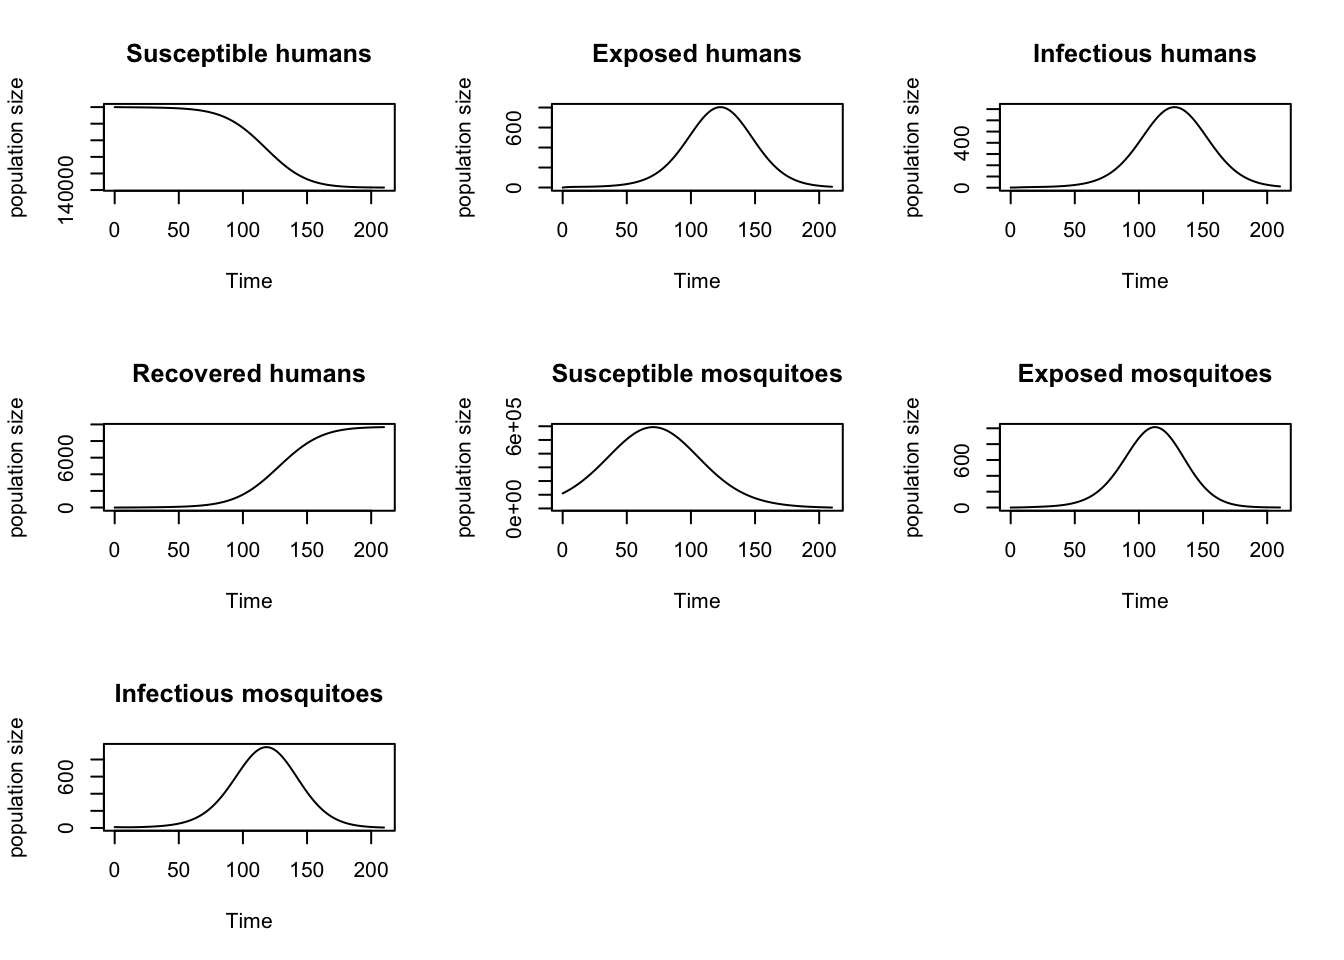 Susceptible humans
population size
140000
0 50 100 150 200
Time
Exposed humans
population size
0 600
0 50 100 150 200
Time
Infectious humans
population size
0 400
0 50 100 150 200
Time
Recovered humans
population size
0 6000
0 50 100 150 200
Time
Susceptible mosquitoes
population size
0e+00 6e+05
0 50 100 150 200
Time
Exposed mosquitoes
population size
0 600
0 50 100 150 200
Time
Infectious mosquitoes
population size
0 600
0 50 100 150 200
Time